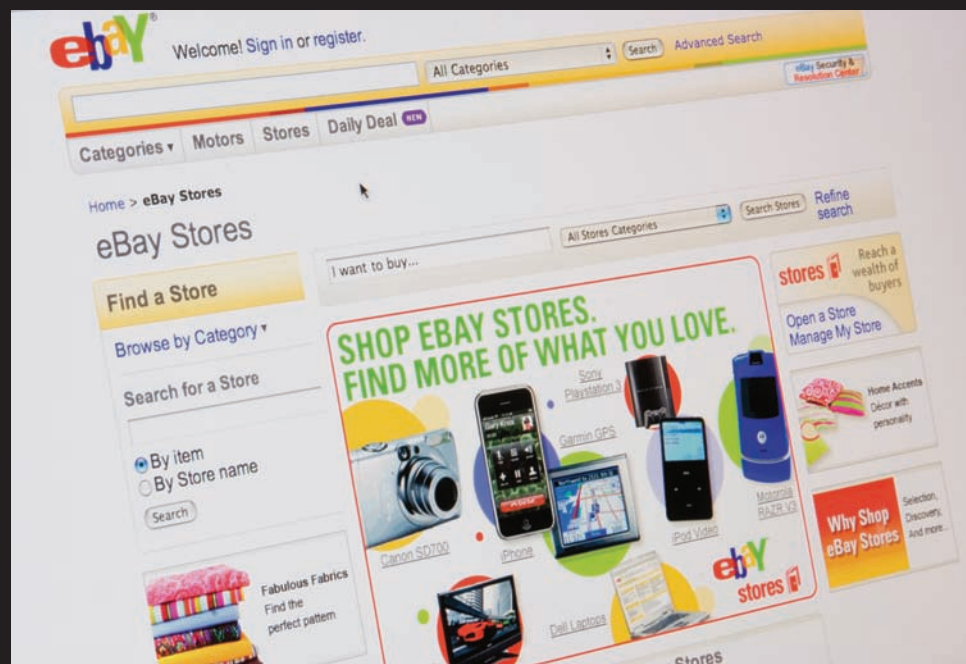 ebaY®
Welcome! Sign in or register.
All Categories
Search
Advanced Search
eBay Security &
Resolution Center
Categories
Motors
Stores
Daily Deal NEW
Home > eBay Stores
eBay Stores
I want to buy...
All Stores Categories
Search Stores
Refine
search
Find a Store
Browse by Category
Search for a Store
By item
By Store name
Search
Fabulous Fabrics
Find the
perfect pattern
SHOP EBAY STORES.
FIND MORE OF WHAT YOU LOVE.
Sony
Playstation 3
Garmin GPS
Canon SD700
iPhone
iPod Video
Motorola
RAZR V3
Dell Laptops
ebaY
stores
stores
Reach a
wealth of
buyers
Open a Store
Manage My Store
Home Accents
Décor with
personality
Why Shop
eBay Stores
Selection,
Discovery,
And more...
Stores